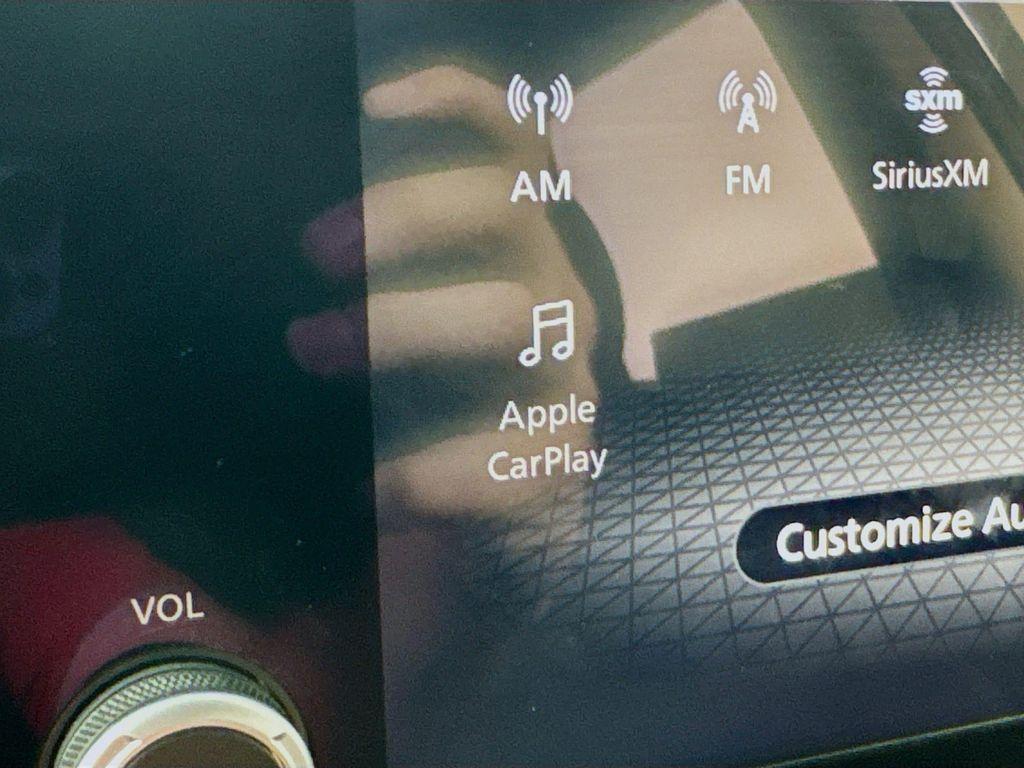 AM
FM
sxm
SiriusXM
Apple
CarPlay
Customize Au
VOL